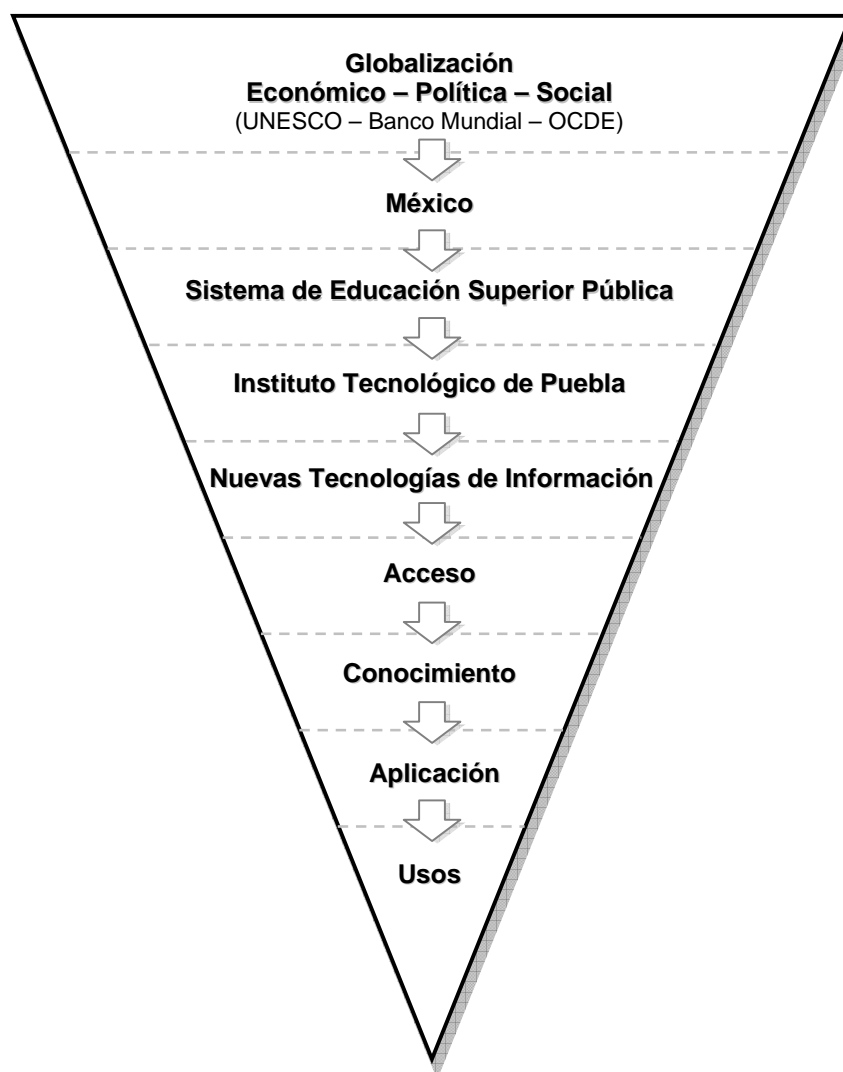 Globalización
Económico – Política – Social
(UNESCO – Banco Mundial – OCDE)
México
Sistema de Educación Superior Pública
Instituto Tecnológico de Puebla
Nuevas Tecnologías de Información
Acceso
Conocimiento
Aplicación
Usos